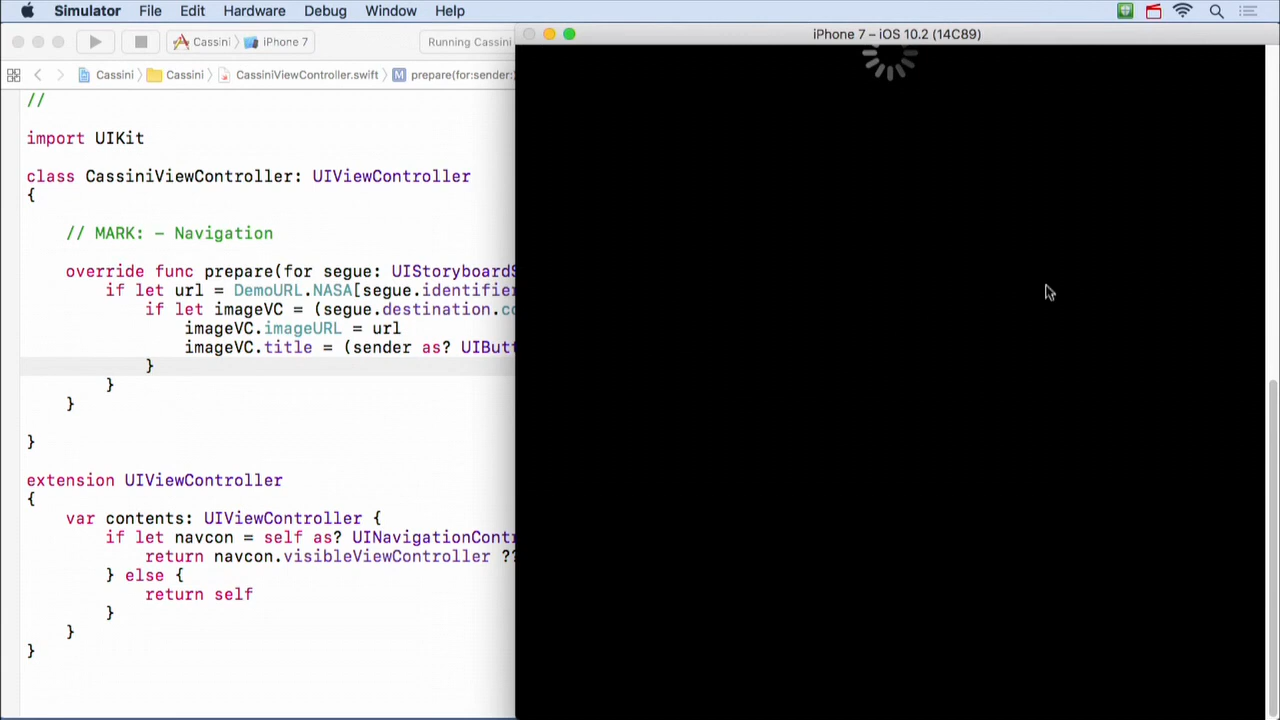 Simulator File Edit Hardware Debug Window Help
Cassini iPhone 7 Running Cassini
iPhone 7 – iOS 10.2 (14C89)
Cassini Cassini CassiniViewController.swift M prepare(for:sender:)
//
import UIKit
class CassiniViewController: UIViewController
{
// MARK: - Navigation
override func prepare(for segue: UIStoryboardS
if let url = DemoURL.NASA[segue.identifier
if let imageVC = (segue.destination.co
imageVC.imageURL = url
imageVC.title = (sender as? UIButt
}
}
}
}
extension UIViewController
{
var contents: UIViewController {
if let navcon = self as? UINavigationContr
return navcon.visibleViewController ??
} else {
return self
}
}
}